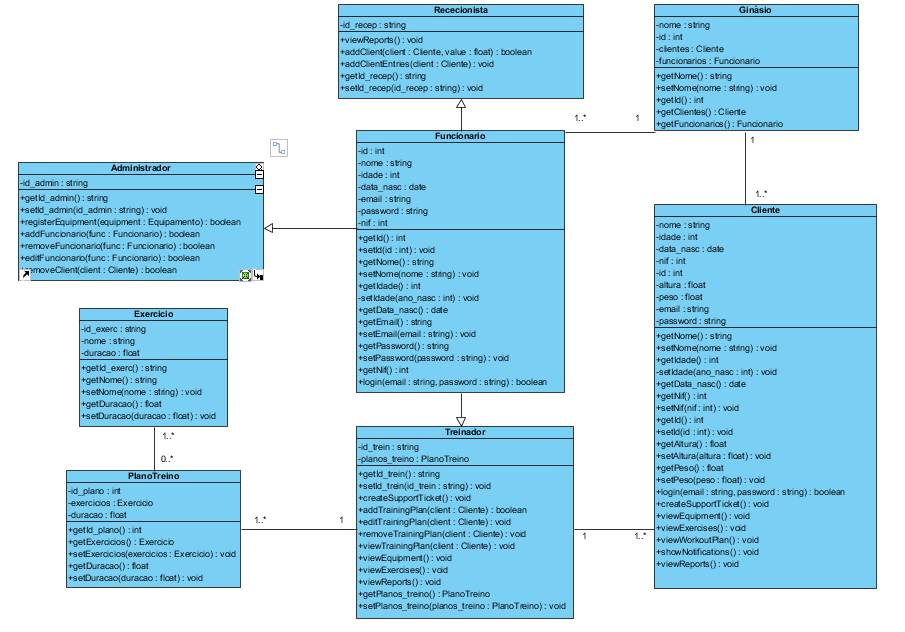 Rececionista
-id_recep : string
+viewReports() : void
+addClient(client : Cliente, value : float) : boolean
+addClientEntries(client : Cliente) : void
+getId_recep() : string
+setId_recep(id_recep : string) : void
Ginásio
-nome : string
-id : int
-clientes : Cliente
-funcionarios : Funcionario
+getNome() : string
+setNome(nome : string) : void
+getId() : int
+getClientes() : Cliente
+getFuncionarios() : Funcionario
1..*
1
1
1..*
Funcionario
-id : int
-nome : string
-idade : int
-data_nasc : date
-email : string
-password : string
-nif : int
+getId() : int
+setId(id : int) : void
+getNome() : string
+setNome(nome : string) : void
+getIdade() : int
-setIdade(ano_nasc : int) : void
+getData_nasc() : date
+getEmail() : string
+setEmail(email : string) : void
+getPassword() : string
+setPassword(password : string) : void
+getNif() : int
+login(email : string, password : string) : boolean
Administrador
-id_admin : string
+getId_admin() : string
+setId_admin(id_admin : string) : void
+registerEquipment(equipment : Equipamento) : boolean
+addFuncionario(func : Funcionario) : boolean
+removeFuncionario(func : Funcionario) : boolean
+editFuncionario(func : Funcionario) : boolean
+removeClient(client : Cliente) : boolean
Cliente
-nome : string
-idade : int
-data_nasc : date
-nif : int
-id : int
-altura : float
-peso : float
-email : string
-password : string
+getNome() : string
+setNome(nome : string) : void
+getIdade() : int
-setIdade(ano_nasc : int) : void
+getData_nasc() : date
+getNif() : int
+setNif(nif : int) : void
+getId() : int
+setId(id : int) : void
+getAltura() : float
+setAltura(altura : float) : void
+getPeso() : float
+setPeso(peso : float) : void
+login(email : string, password : string) : boolean
+createSupportTicket() : void
+viewEquipment() : void
+viewExercises() : void
+viewWorkoutPlan() : void
+showNotifications() : void
+viewReports() : void
Exercicio
-id_exerc : string
-nome : string
-duracao : float
+getId_exerc() : string
+getNome() : string
+setNome(nome : string) : void
+getDuracao() : float
+setDuracao(duracao : float) : void
1..*
0..*
PlanoTreino
-id_plano : int
-exercicios : Exercicio
-duracao : float
+getId_plano() : int
+getExercicios() : Exercicio
+setExercicios(exercicios : Exercicio) : void
+getDuracao() : float
+setDuracao(duracao : float) : void
1..*
1
Treinador
-id_trein : string
-planos_treino : PlanoTreino
+getId_trein() : string
+setId_trein(id_trein : string) : void
+createSupportTicket() : void
+addTrainingPlan(client : Cliente) : boolean
+editTrainingPlan(client : Cliente) : void
+removeTrainingPlan(client : Cliente) : void
+viewTrainingPlan(client : Cliente) : void
+viewEquipment() : void
+viewExercises() : void
+viewReports() : void
+getPlanos_treino() : PlanoTreino
+setPlanos_treino(planos_treino : PlanoTreino) : void
1
1..*